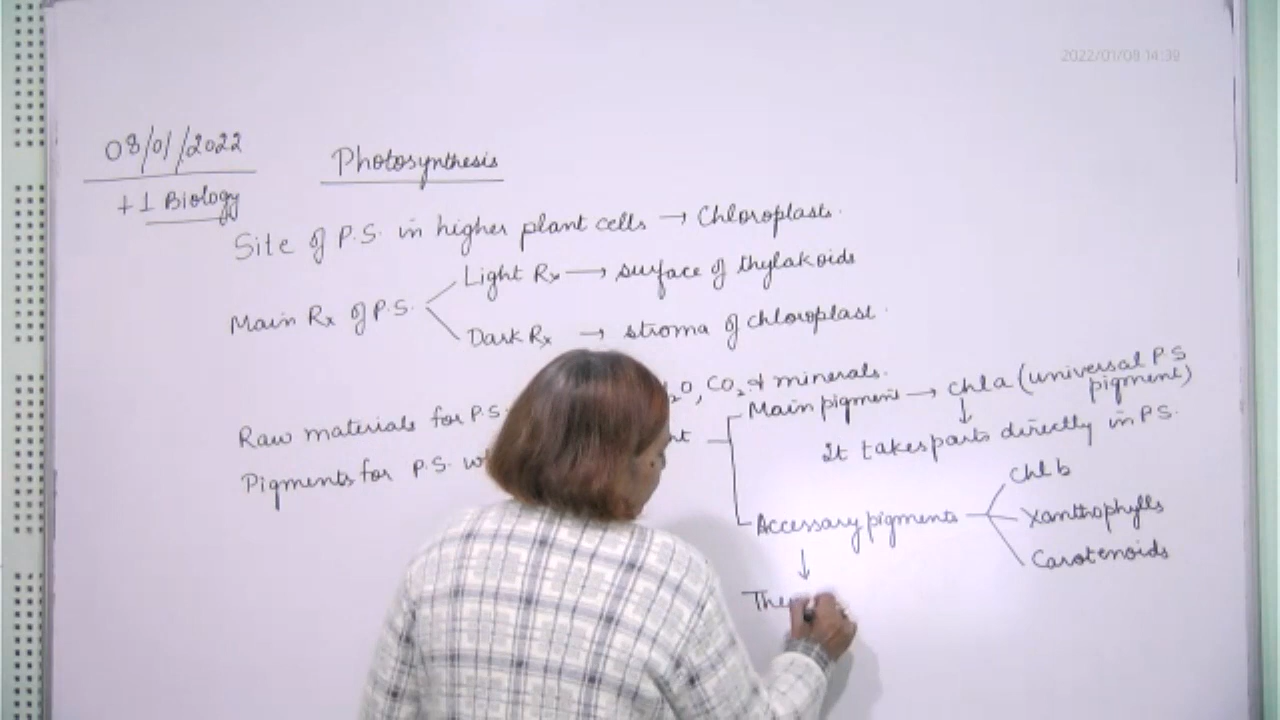 2022/01/08 14:39
08/01/2022
+1 Biology
Photosynthesis
Site of P.S. in higher plant cells → Chloroplasts.
Main Rx of P.S.
Light Rx → surface of thylakoids
Dark Rx → stroma of chloroplast.
Raw materials for P.S. CO2 & minerals.
Pigments for P.S.
Main pigment → chl a (universal P.S
pigment)
↓
It takes parts directly in P.S.
Accessary pigments
Chl b
Xanthophylls
Carotenoids
↓
The